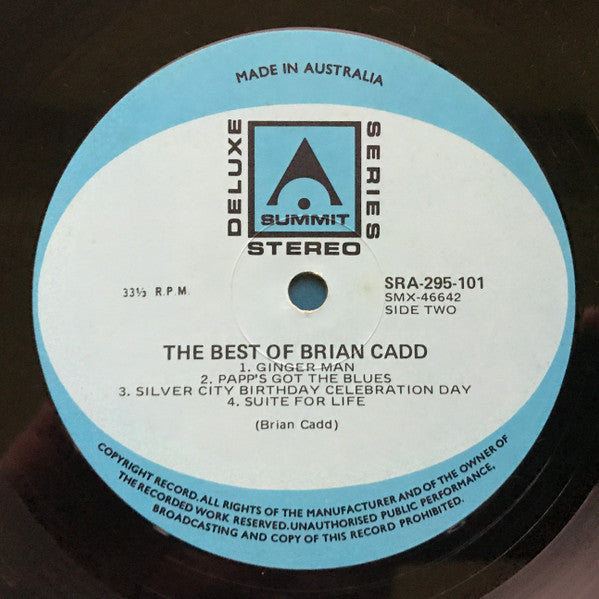 MADE IN AUSTRALIA
DELUXE
SERIES
SUMMIT
STEREO
33⅓ R.P.M.
SRA-295-101
SMX-46642
SIDE TWO
THE BEST OF BRIAN CADD
1. GINGER MAN
2. PAPP'S GOT THE BLUES
3. SILVER CITY BIRTHDAY CELEBRATION DAY
4. SUITE FOR LIFE
(Brian Cadd)
COPYRIGHT RECORD. ALL RIGHTS OF THE MANUFACTURER AND OF THE OWNER OF
THE RECORDED WORK RESERVED. UNAUTHORISED PUBLIC PERFORMANCE,
BROADCASTING AND COPY OF THIS RECORD PROHIBITED.